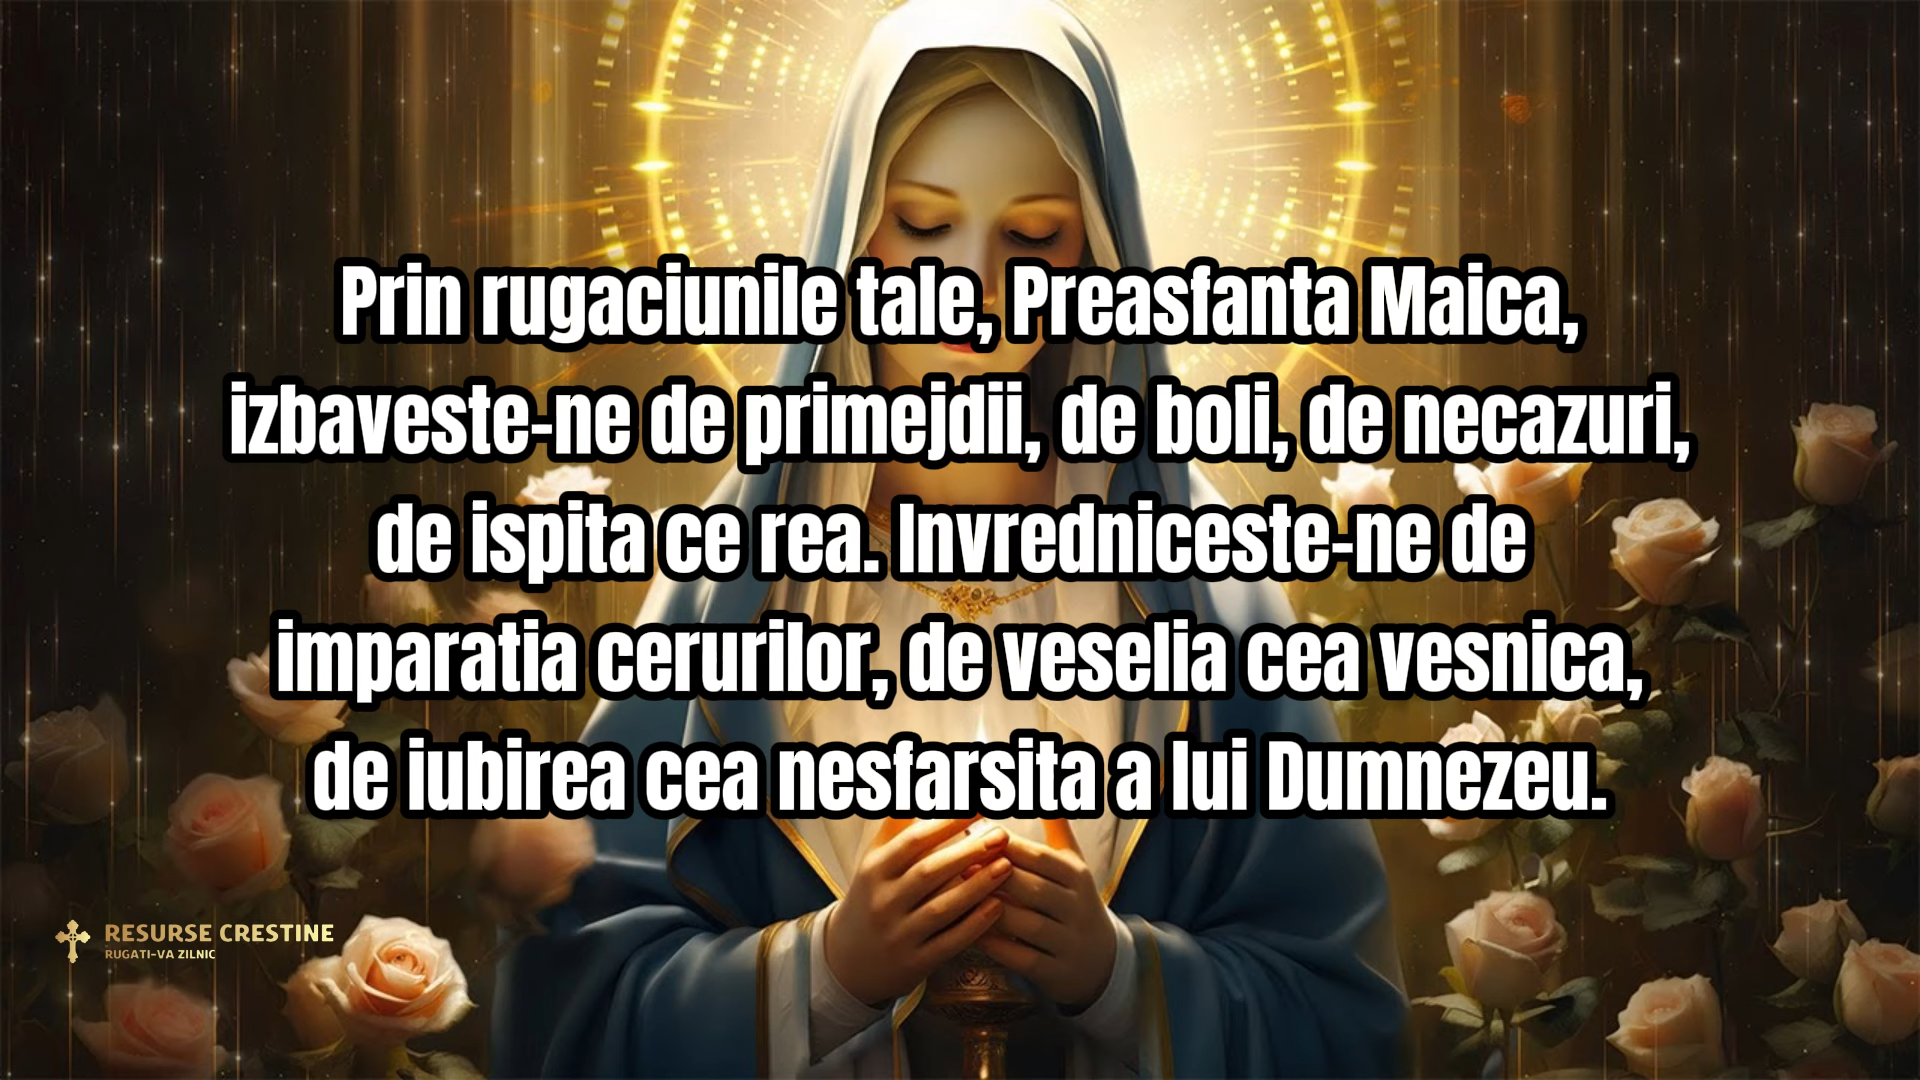 Prin rugaciunile tale, Preasfanta Maica,
izbaveste-ne de primejdii, de boli, de necazuri,
de ispita ce rea. Invredniceste-ne de
imparatia cerurilor, de veselia cea vesnica,
de iubirea cea nesfarsita a lui Dumnezeu.
RESURSE CRESTINE
RUGATI-VA ZILNIC